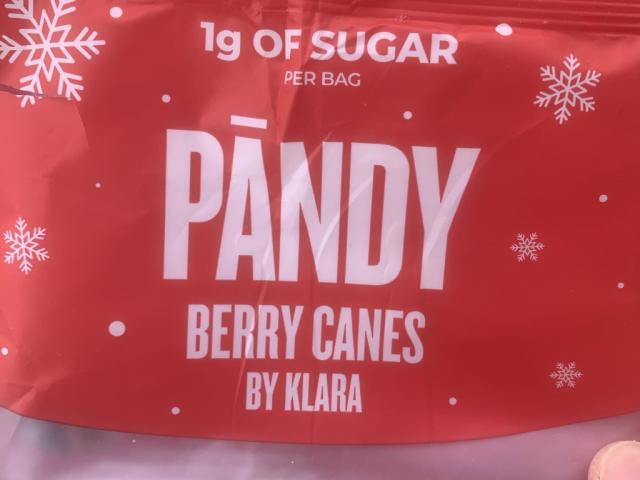 1g OF SUGAR
PER BAG
PĀNDY
BERRY CANES
BY KLARA